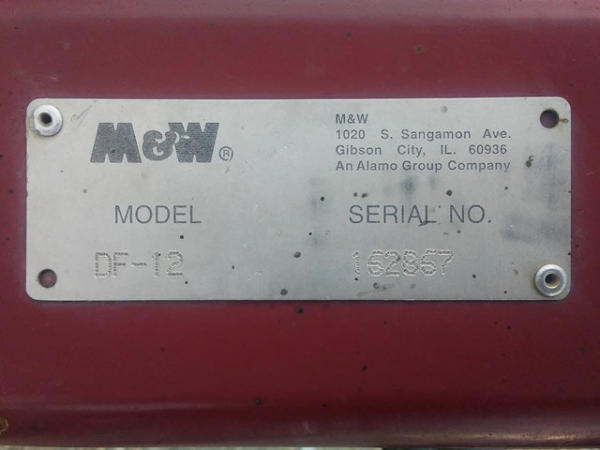 M&W®
M&W
1020 S. Sangamon Ave.
Gibson City, IL. 60936
An Alamo Group Company
MODEL
SERIAL NO.
DF-12
162867